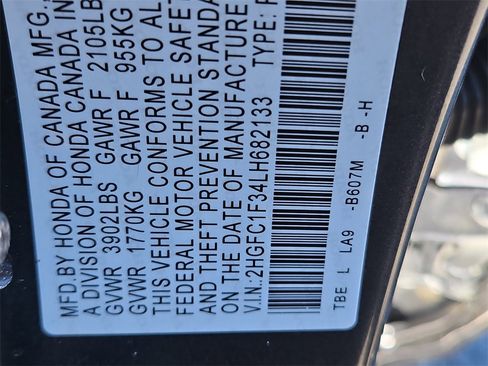 MFD.BY HONDA OF CANADA MFG.,
A DIVISION OF HONDA CANADA IN
GVWR 3902LBS GAWR F 2105LB
GVWR 1770KG GAWR F 955KG
THIS VEHICLE CONFORMS TO AL
FEDERAL MOTOR VEHICLE SAFET
AND THEFT PREVENTION STANDA
ON THE DATE OF MANUFACTURE
V.I.N.: 2HGFC1F34LH682133 TYPE: P
TBE L LA9 -B607M -B -H